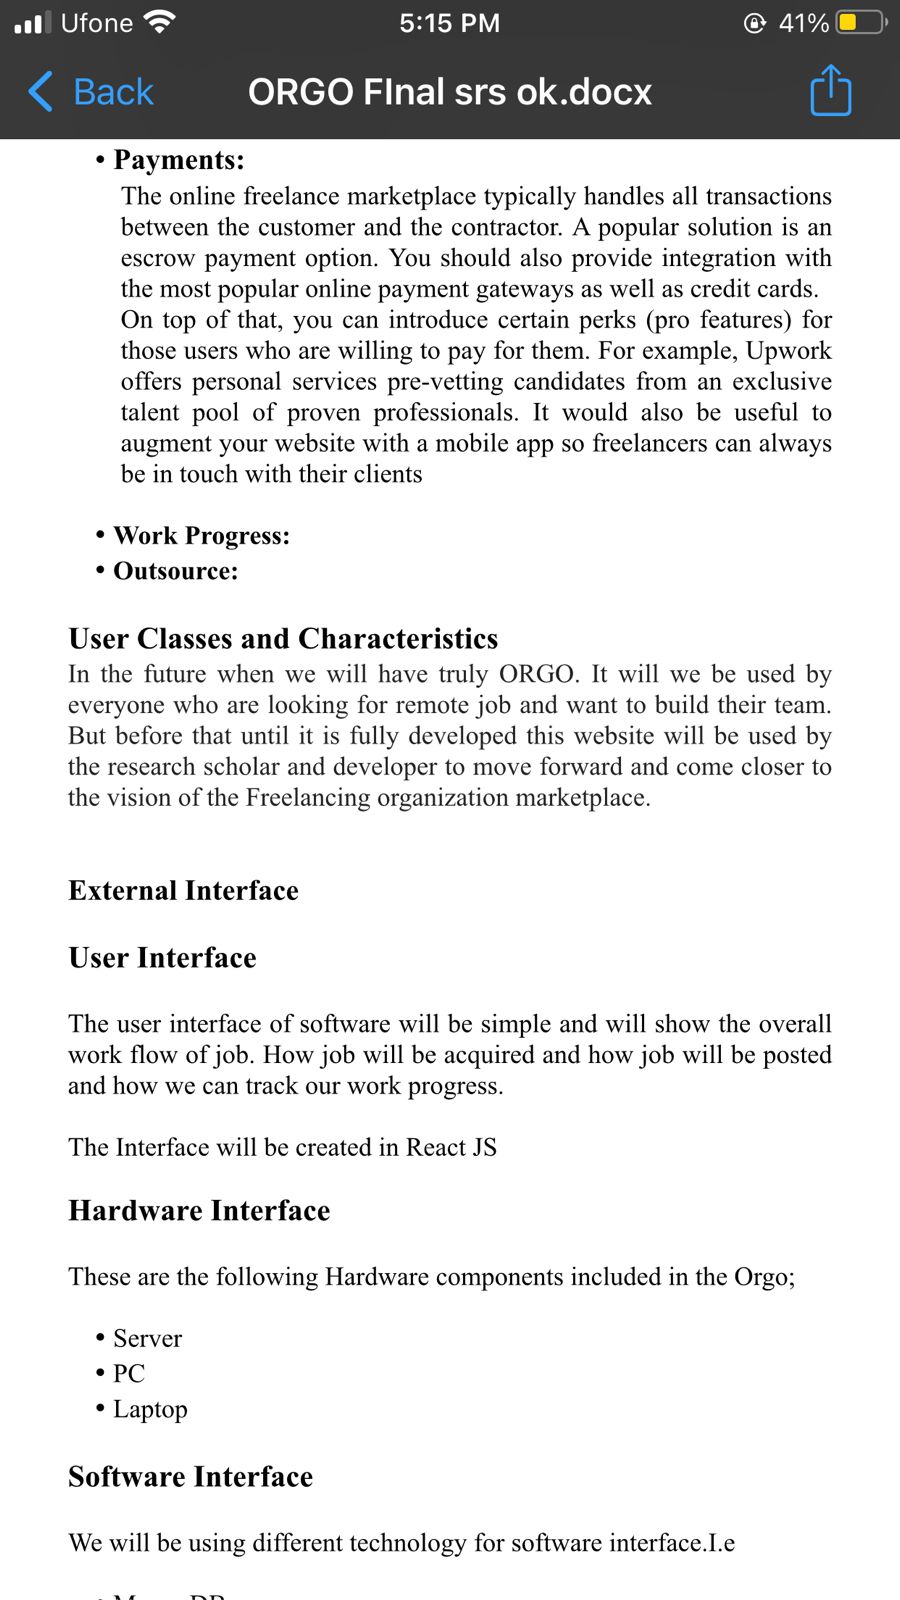 Ufone 5:15 PM 41%
Back ORGO FInal srs ok.docx
• Payments:
The online freelance marketplace typically handles all transactions
between the customer and the contractor. A popular solution is an
escrow payment option. You should also provide integration with
the most popular online payment gateways as well as credit cards.
On top of that, you can introduce certain perks (pro features) for
those users who are willing to pay for them. For example, Upwork
offers personal services pre-vetting candidates from an exclusive
talent pool of proven professionals. It would also be useful to
augment your website with a mobile app so freelancers can always
be in touch with their clients
• Work Progress:
• Outsource:
User Classes and Characteristics
In the future when we will have truly ORGO. It will we be used by
everyone who are looking for remote job and want to build their team.
But before that until it is fully developed this website will be used by
the research scholar and developer to move forward and come closer to
the vision of the Freelancing organization marketplace.
External Interface
User Interface
The user interface of software will be simple and will show the overall
work flow of job. How job will be acquired and how job will be posted
and how we can track our work progress.
The Interface will be created in React JS
Hardware Interface
These are the following Hardware components included in the Orgo;
• Server
• PC
• Laptop
Software Interface
We will be using different technology for software interface.I.e